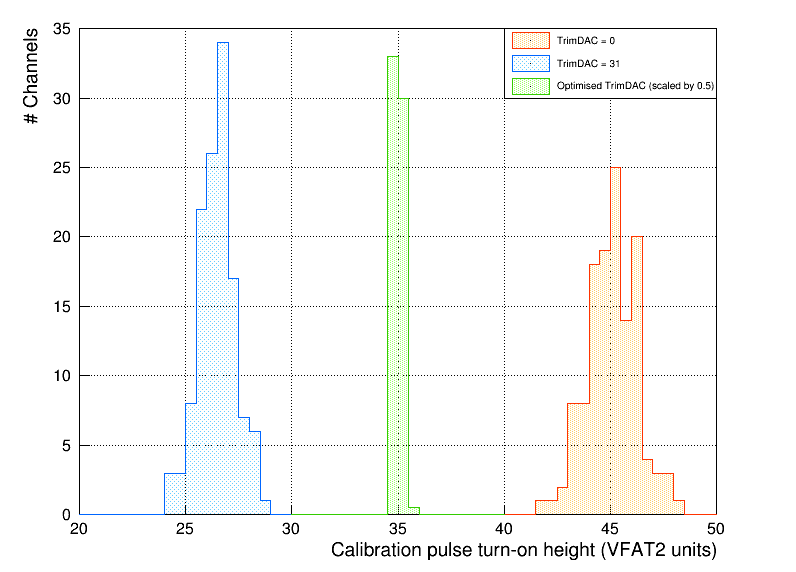 # Channels
35
30
25
20
15
10
5
0
TrimDAC = 0
TrimDAC = 31
Optimised TrimDAC (scaled by 0.5)
20 25 30 35 40 45 50
Calibration pulse turn-on height (VFAT2 units)